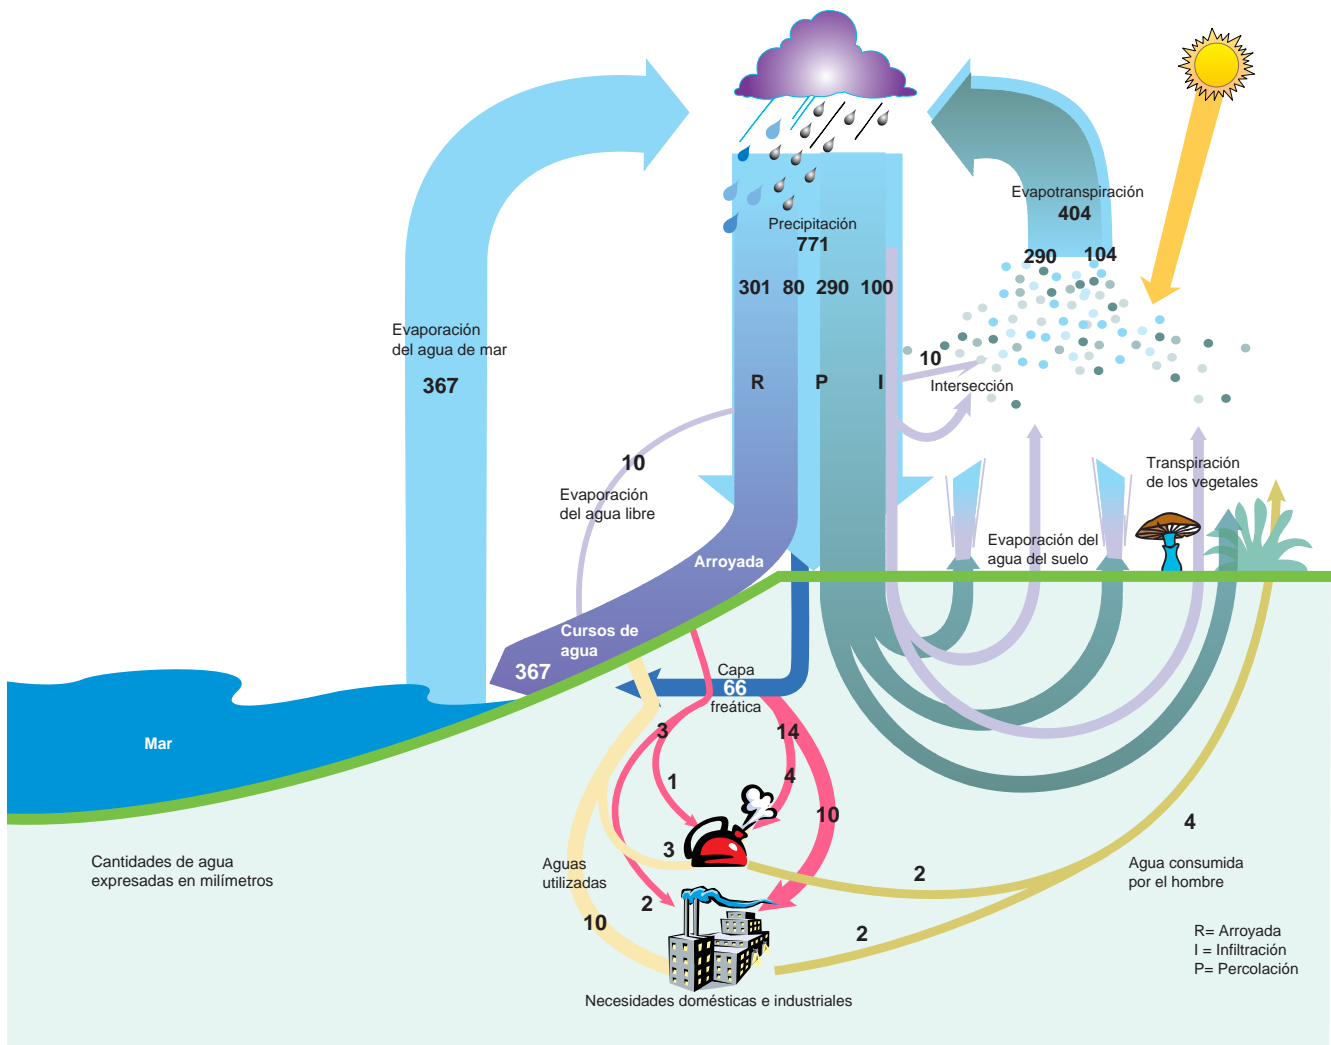 Evapotranspiración
404
290 104
Precipitación
771
301 80 290 100
Evaporación
del agua de mar
367
R P I
10
Intersección
10
Evaporación
del agua libre
Transpiración
de los vegetales
Evaporación del
agua del suelo
Arroyada
Cursos de
agua
367
Capa
66
freática
Mar
3
14
1
4
10
3
2
10
Aguas
utilizadas
2
2
4
Agua consumida
por el hombre
Cantidades de agua
expresadas en milímetros
R= Arroyada
I = Infiltración
P= Percolación
Necesidades domésticas e industriales